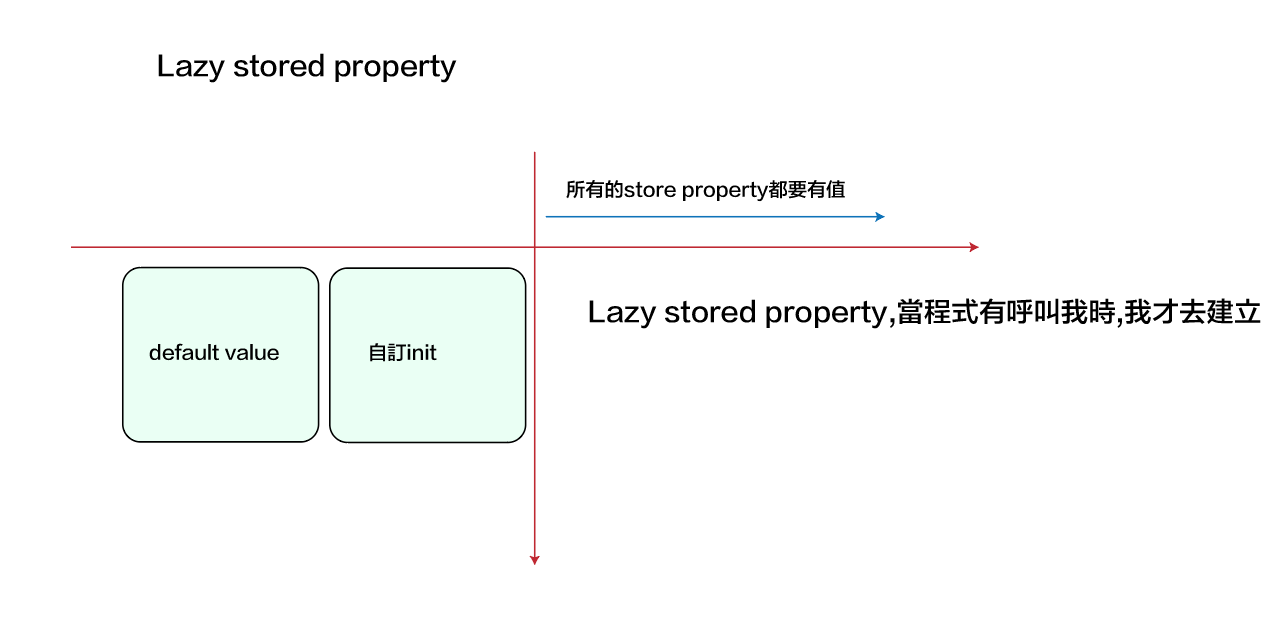 Lazy stored property
所有的store property都要有值
Lazy stored property,當程式有呼叫我時,我才去建立
default value
自訂init